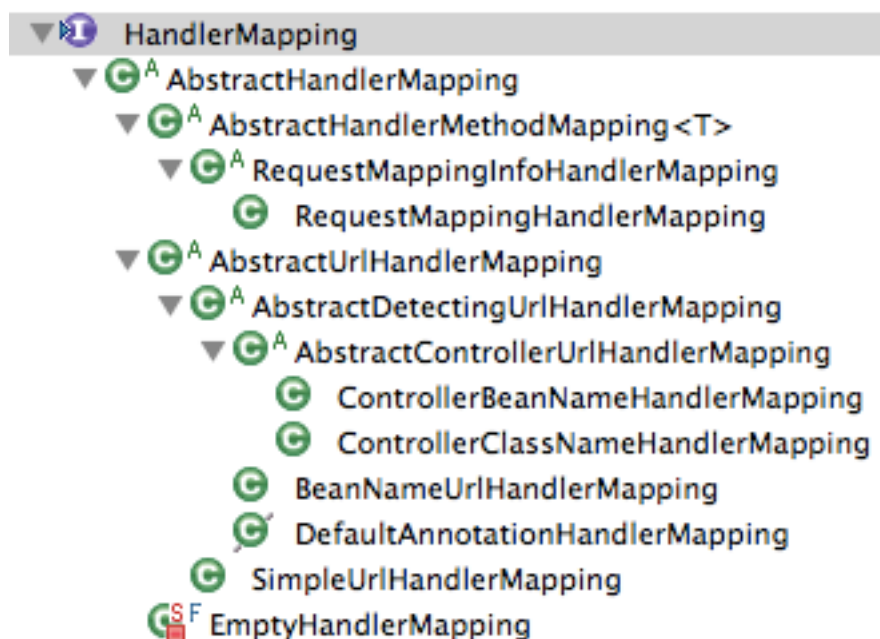 HandlerMapping
A AbstractHandlerMapping
A AbstractHandlerMethodMapping<T>
A RequestMappingInfoHandlerMapping
RequestMappingHandlerMapping
A AbstractUrlHandlerMapping
A AbstractDetectingUrlHandlerMapping
A AbstractControllerUrlHandlerMapping
ControllerBeanNameHandlerMapping
ControllerClassNameHandlerMapping
BeanNameUrlHandlerMapping
DefaultAnnotationHandlerMapping
SimpleUrlHandlerMapping
S F EmptyHandlerMapping